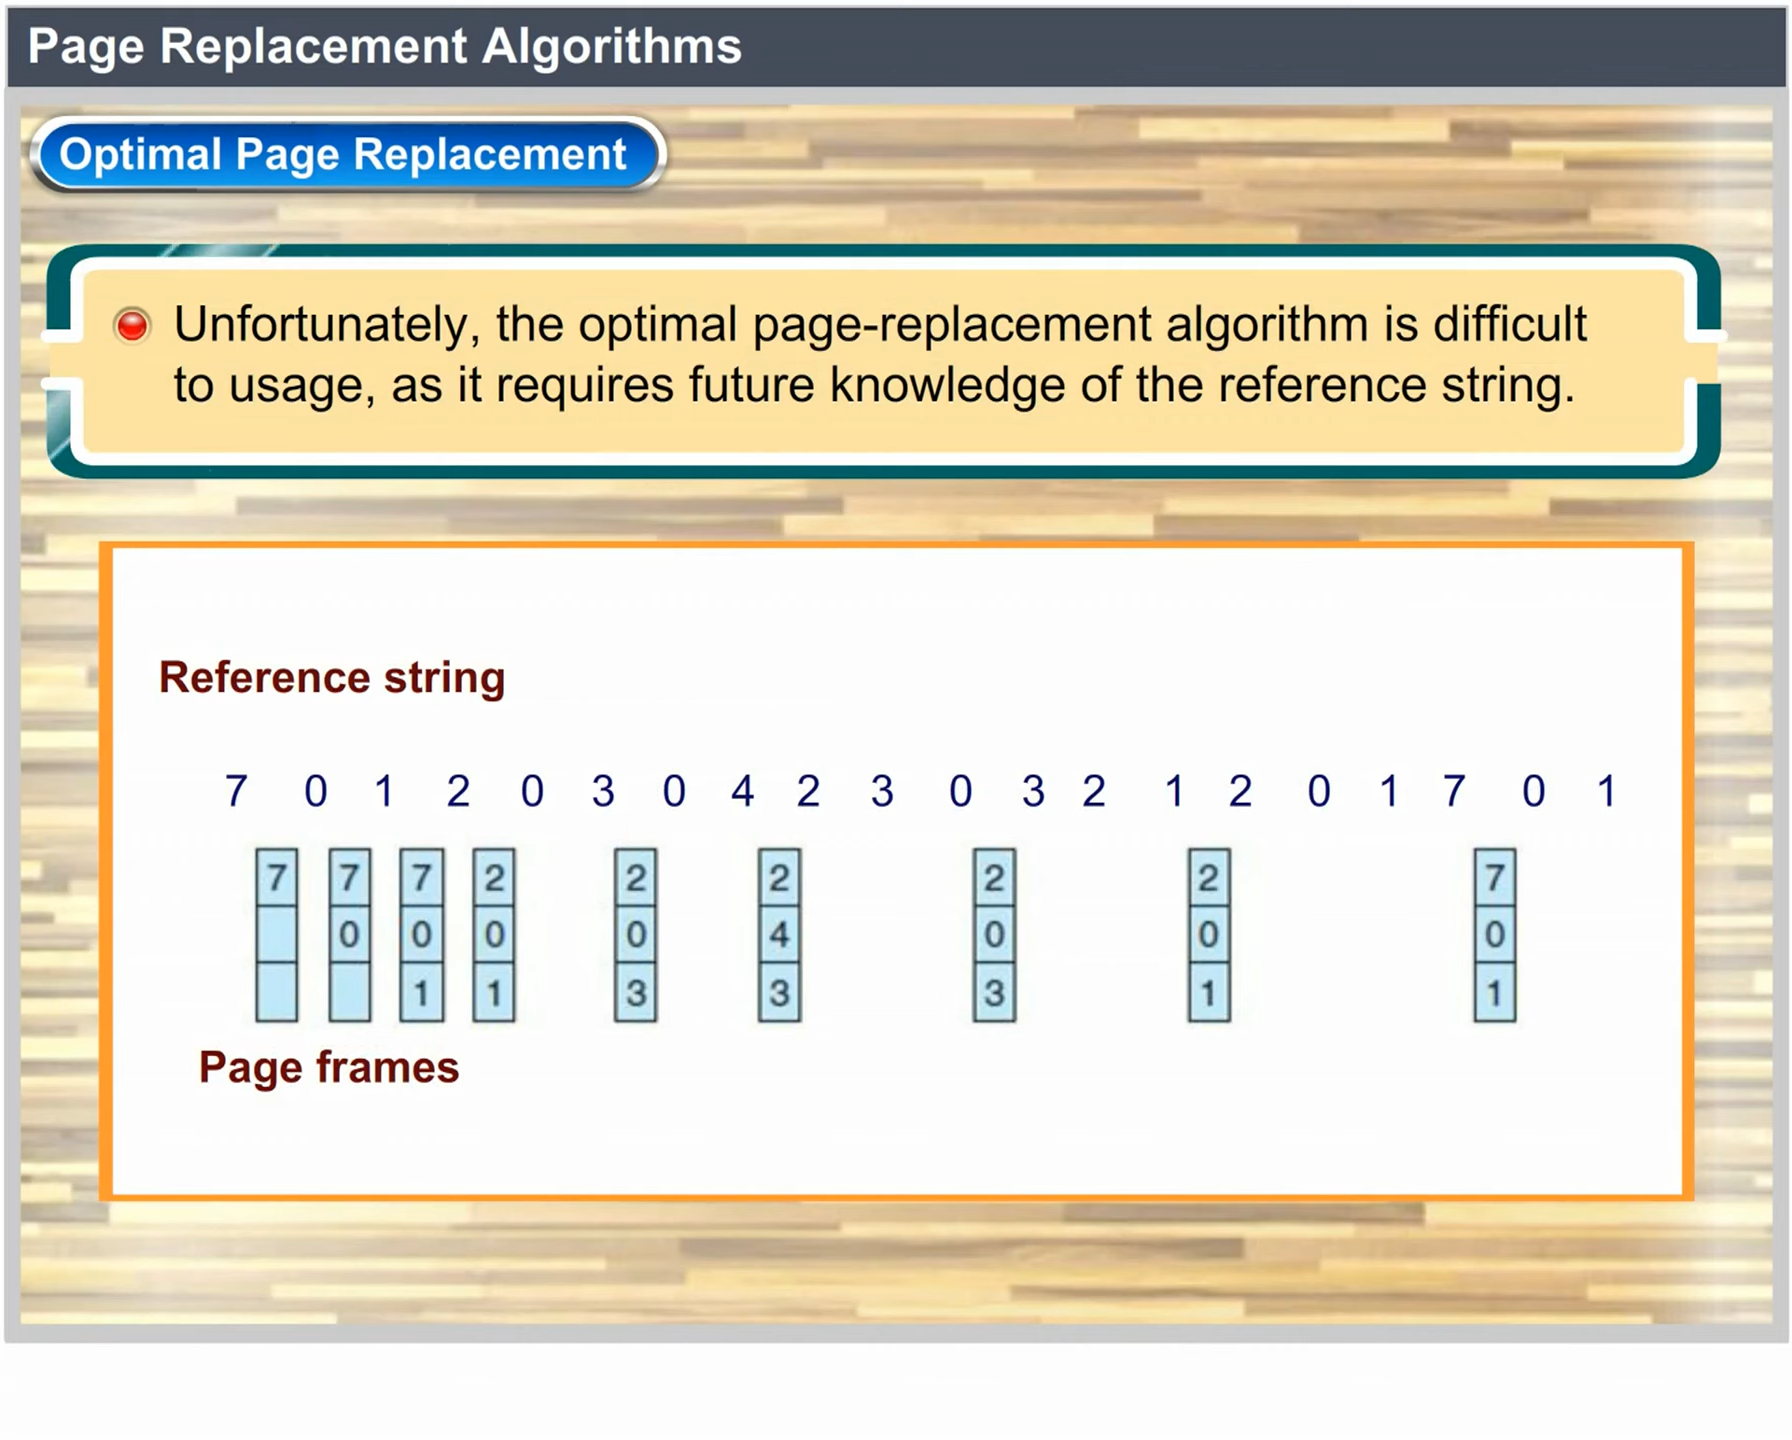 Page Replacement Algorithms
Optimal Page Replacement
Unfortunately, the optimal page-replacement algorithm is difficult
to usage, as it requires future knowledge of the reference string.
Reference string
7 0 1 2 0 3 0 4 2 3 0 3 2 1 2 0 1 7 0 1
7 7 7 2 2 2 2 2 7
0 0 0 0 4 0 0 0
1 1 3 3 3 1 1
Page frames